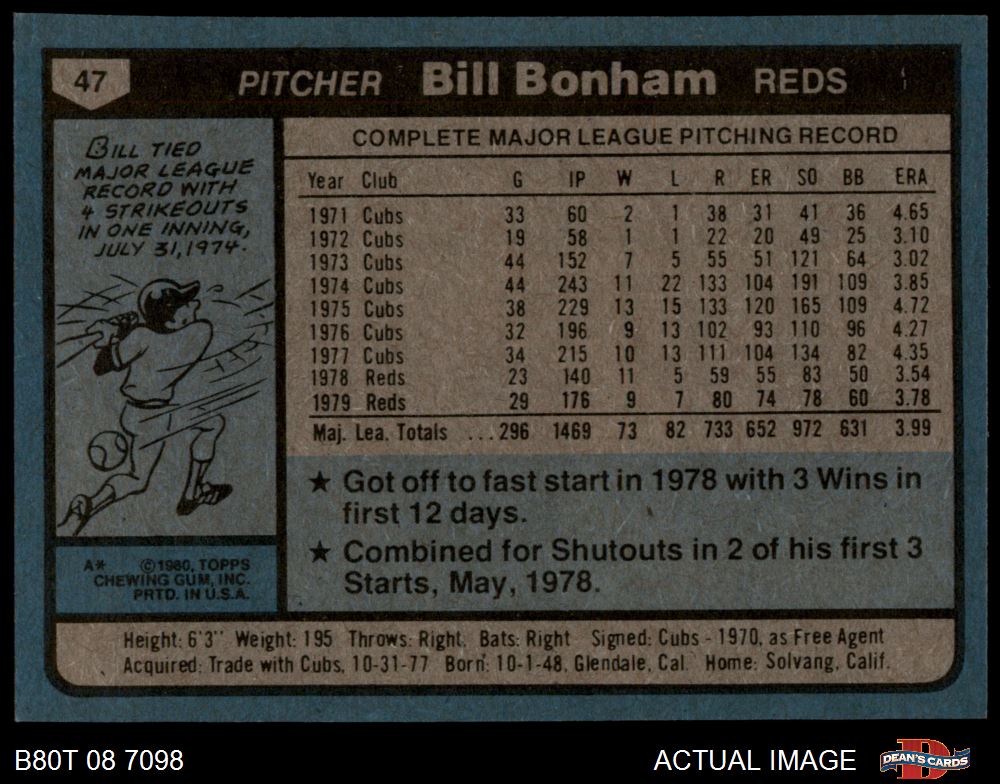 47 PITCHER Bill Bonham REDS
BILL TIED
MAJOR LEAGUE
RECORD WITH
4 STRIKEOUTS
IN ONE INNING,
JULY 31, 1974.
A* ©1980, TOPPS
CHEWING GUM, INC.
PRTD. IN U.S.A.
COMPLETE MAJOR LEAGUE PITCHING RECORD
Year Club G IP W L R ER SO BB ERA
1971 Cubs 33 60 2 1 38 31 41 36 4.65
1972 Cubs 19 58 1 1 22 20 49 25 3.10
1973 Cubs 44 152 7 5 55 51 121 64 3.02
1974 Cubs 44 243 11 22 133 104 191 109 3.85
1975 Cubs 38 229 13 15 133 120 165 109 4.72
1976 Cubs 32 196 9 13 102 93 110 96 4.27
1977 Cubs 34 215 10 13 111 104 134 82 4.35
1978 Reds 23 140 11 5 59 55 83 50 3.54
1979 Reds 29 176 9 7 80 74 78 60 3.78
Maj. Lea. Totals ...296 1469 73 82 733 652 972 631 3.99
★ Got off to fast start in 1978 with 3 Wins in
first 12 days.
★ Combined for Shutouts in 2 of his first 3
Starts, May, 1978.
Height: 6'3" Weight: 195 Throws: Right. Bats: Right Signed: Cubs - 1970, as Free Agent
Acquired: Trade with Cubs, 10-31-77 Born: 10-1-48, Glendale, Cal. Home: Solvang, Calif.
B80T 08 7098 ACTUAL IMAGE DEAN'S CARDS